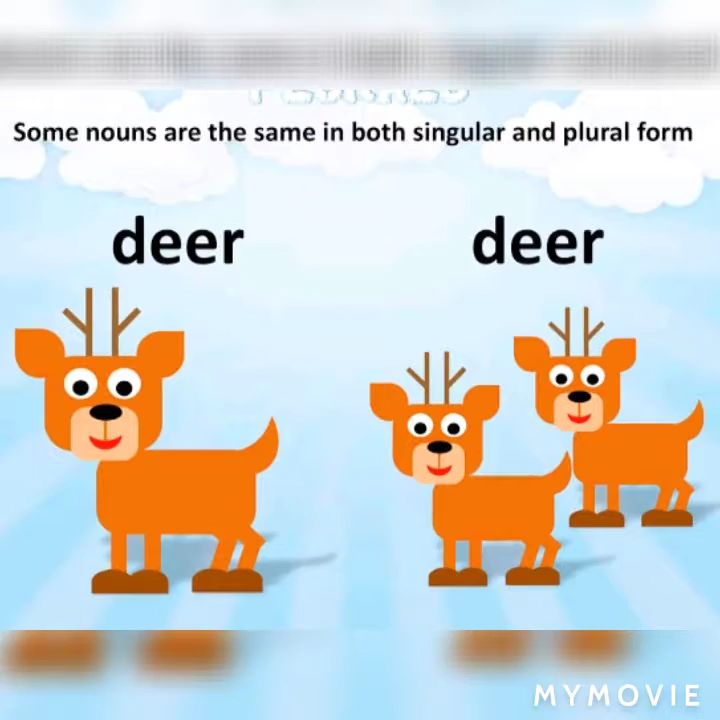 Some nouns are the same in both singular and plural form
deer deer
MYMOVIE